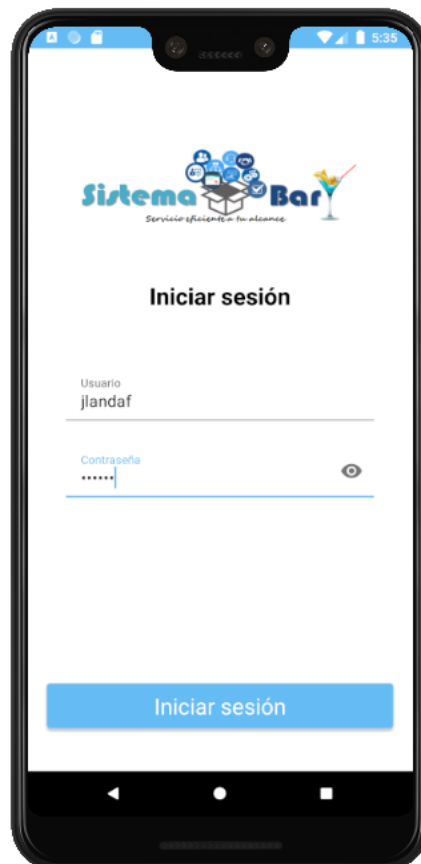 5:35
Sistema Bar
Servicio eficiente a tu alcance
Iniciar sesión
Usuario
jlandaf
Contraseña
••••••
Iniciar sesión